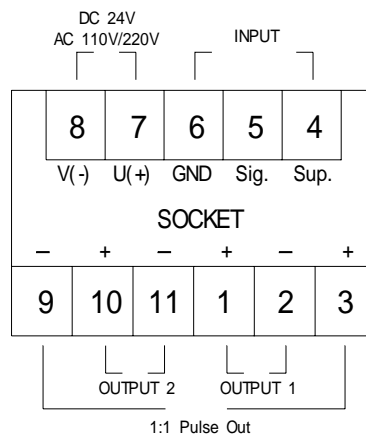 DC 24V
AC 110V/220V
INPUT
8 7 6 5 4
V(-) U(+) GND Sig. Sup.
SOCKET
− + − + − +
9 10 11 1 2 3
OUTPUT 2 OUTPUT 1
1:1 Pulse Out